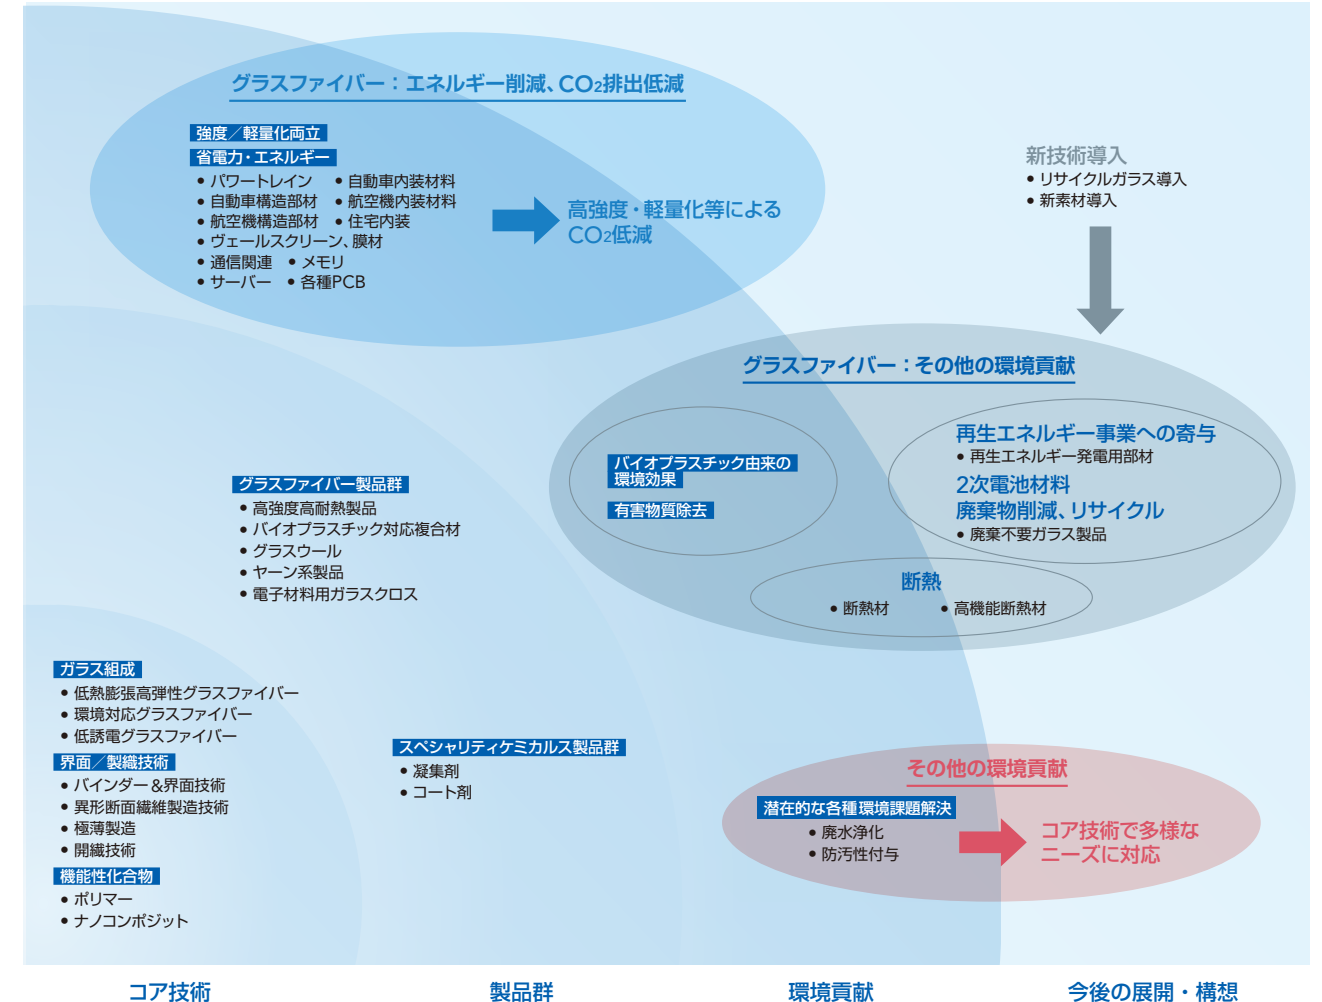 グラスファイバー：エネルギー削減、CO2排出低減
強度／軽量化両立
省電力・エネルギー
• パワートレイン • 自動車内装材料
• 自動車構造部材 • 航空機内装材料
• 航空機構造部材 • 住宅内装
• ヴェールスクリーン、膜材
• 通信関連 • メモリ
• サーバー • 各種PCB
高強度・軽量化等による
CO2低減
新技術導入
• リサイクルガラス導入
• 新素材導入
グラスファイバー：その他の環境貢献
バイオプラスチック由来の
環境効果
有害物質除去
再生エネルギー事業への寄与
• 再生エネルギー発電用部材
2次電池材料
廃棄物削減、リサイクル
• 廃棄不要ガラス製品
断熱
• 断熱材 • 高機能断熱材
グラスファイバー製品群
• 高強度高耐熱製品
• バイオプラスチック対応複合材
• グラスウール
• ヤーン系製品
• 電子材料用ガラスクロス
ガラス組成
• 低熱膨張高弾性グラスファイバー
• 環境対応グラスファイバー
• 低誘電グラスファイバー
界面／製織技術
• バインダー＆界面技術
• 異形断面繊維製造技術
• 極薄製造
• 開繊技術
機能性化合物
• ポリマー
• ナノコンポジット
スペシャリティケミカルス製品群
• 凝集剤
• コート剤
その他の環境貢献
潜在的な各種環境課題解決
• 廃水浄化
• 防汚性付与
コア技術で多様な
ニーズに対応
コア技術 製品群 環境貢献 今後の展開・構想